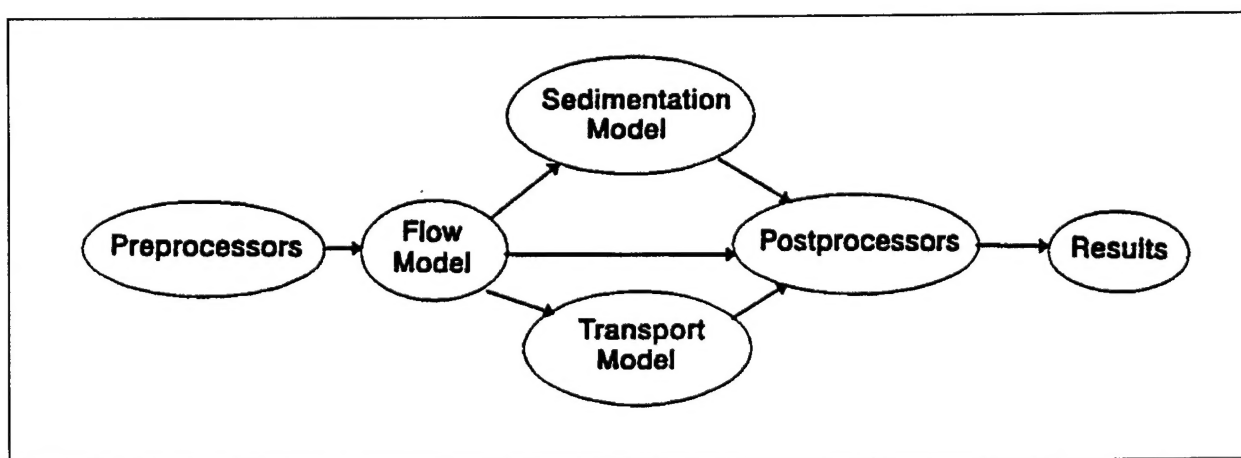 Sedimentation
Model
Preprocessors
Flow
Model
Postprocessors
Results
Transport
Model